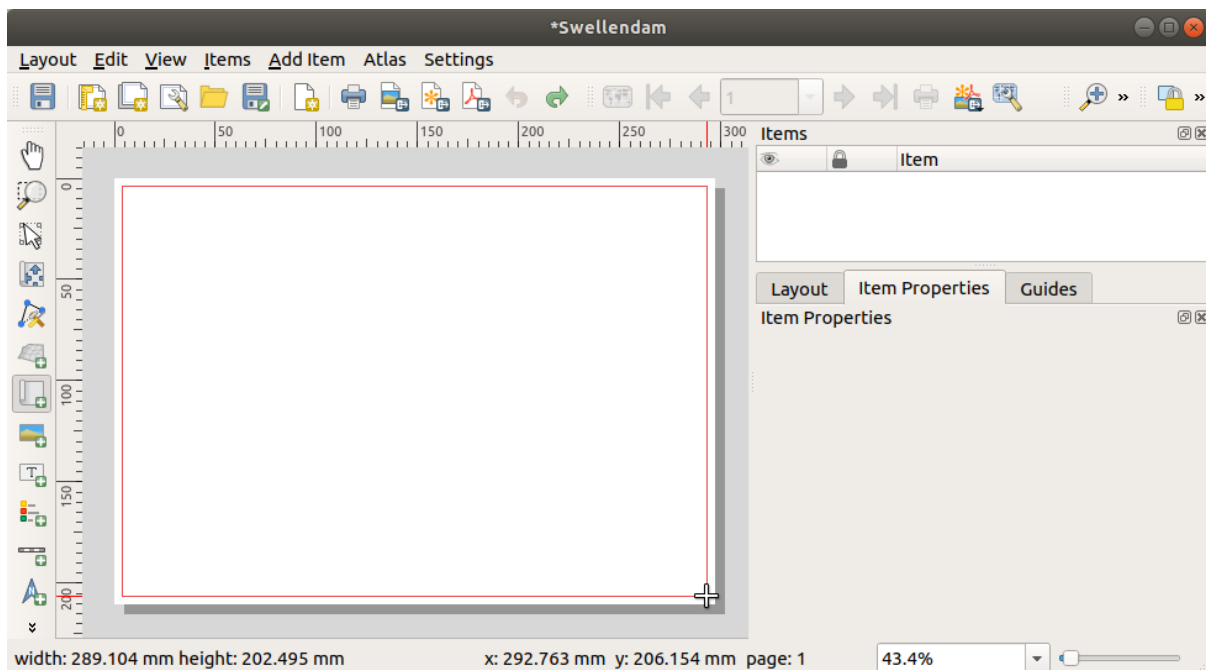 *Swellendam
Layout Edit View Items Add Item Atlas Settings
1
0 50 100 150 200 250 300
Items
Item
0
50
100
150
200
Layout Item Properties Guides
Item Properties
width: 289.104 mm height: 202.495 mm x: 292.763 mm y: 206.154 mm page: 1 43.4%